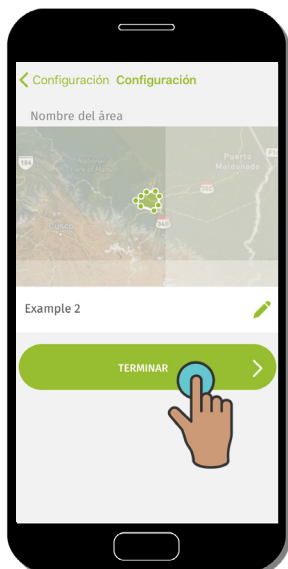 Configuración Configuración
Nombre del área
Puerto
Maldonado
Cusco
Example 2
TERMINAR